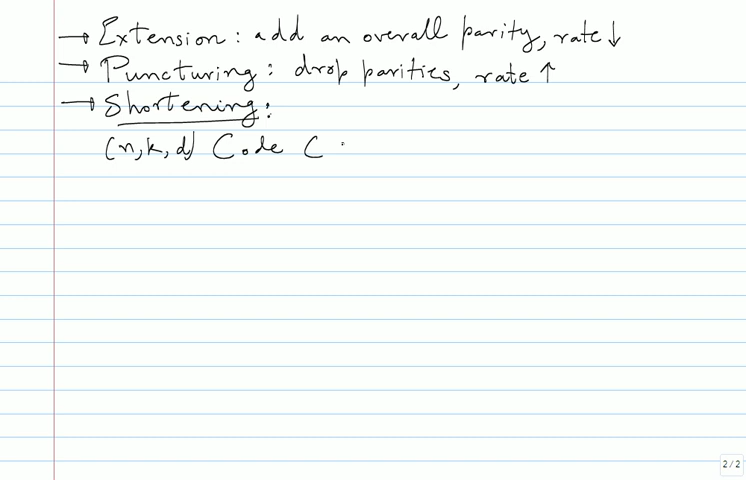 → Extension: add an overall parity, rate ↓
→ Puncturing: drop parities, rate ↑
→ Shortening:
(n, k, d) Code C :
2 / 2